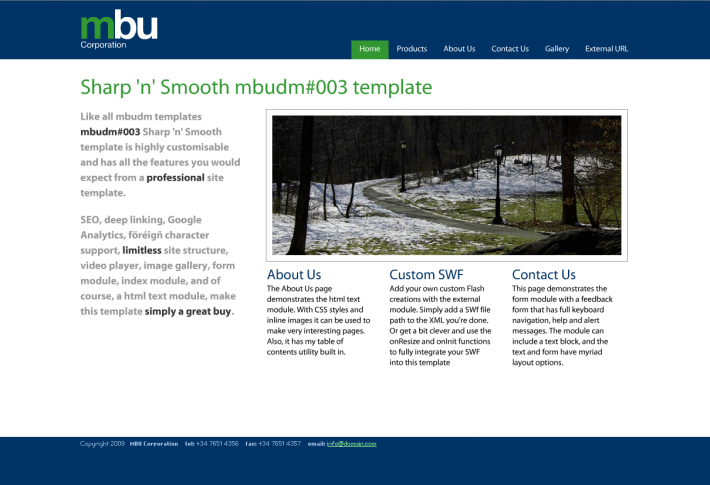 mbu
Corporation
Home Products About Us Contact Us Gallery External URL
Sharp 'n' Smooth mbudm#003 template
Like all mbudm templates
mbudm#003 Sharp 'n' Smooth
template is highly customisable
and has all the features you would
expect from a professional site
template.
SEO, deep linking, Google
Analytics, föréigñ character
support, limitless site structure,
video player, image gallery, form
module, index module, and of
course, a html text module, make
this template simply a great buy.
About Us
The About Us page
demonstrates the html text
module. With CSS styles and
inline images it can be used to
make very interesting pages.
Also, it has my table of
contents utility built in.
Custom SWF
Add your own custom Flash
creations with the external
module. Simply add a SWf file
path to the XML you're done.
Or get a bit clever and use the
onResize and onInit functions
to fully integrate your SWF
into this template
Contact Us
This page demonstrates the
form module with a feedback
form that has full keyboard
navigation, help and alert
messages. The module can
include a text block, and the
text and form have myriad
layout options.
Copyright 2009 MBU Corporation tel: +34 7651 4356 fax: +34 7651 4357 email: info@domain.com